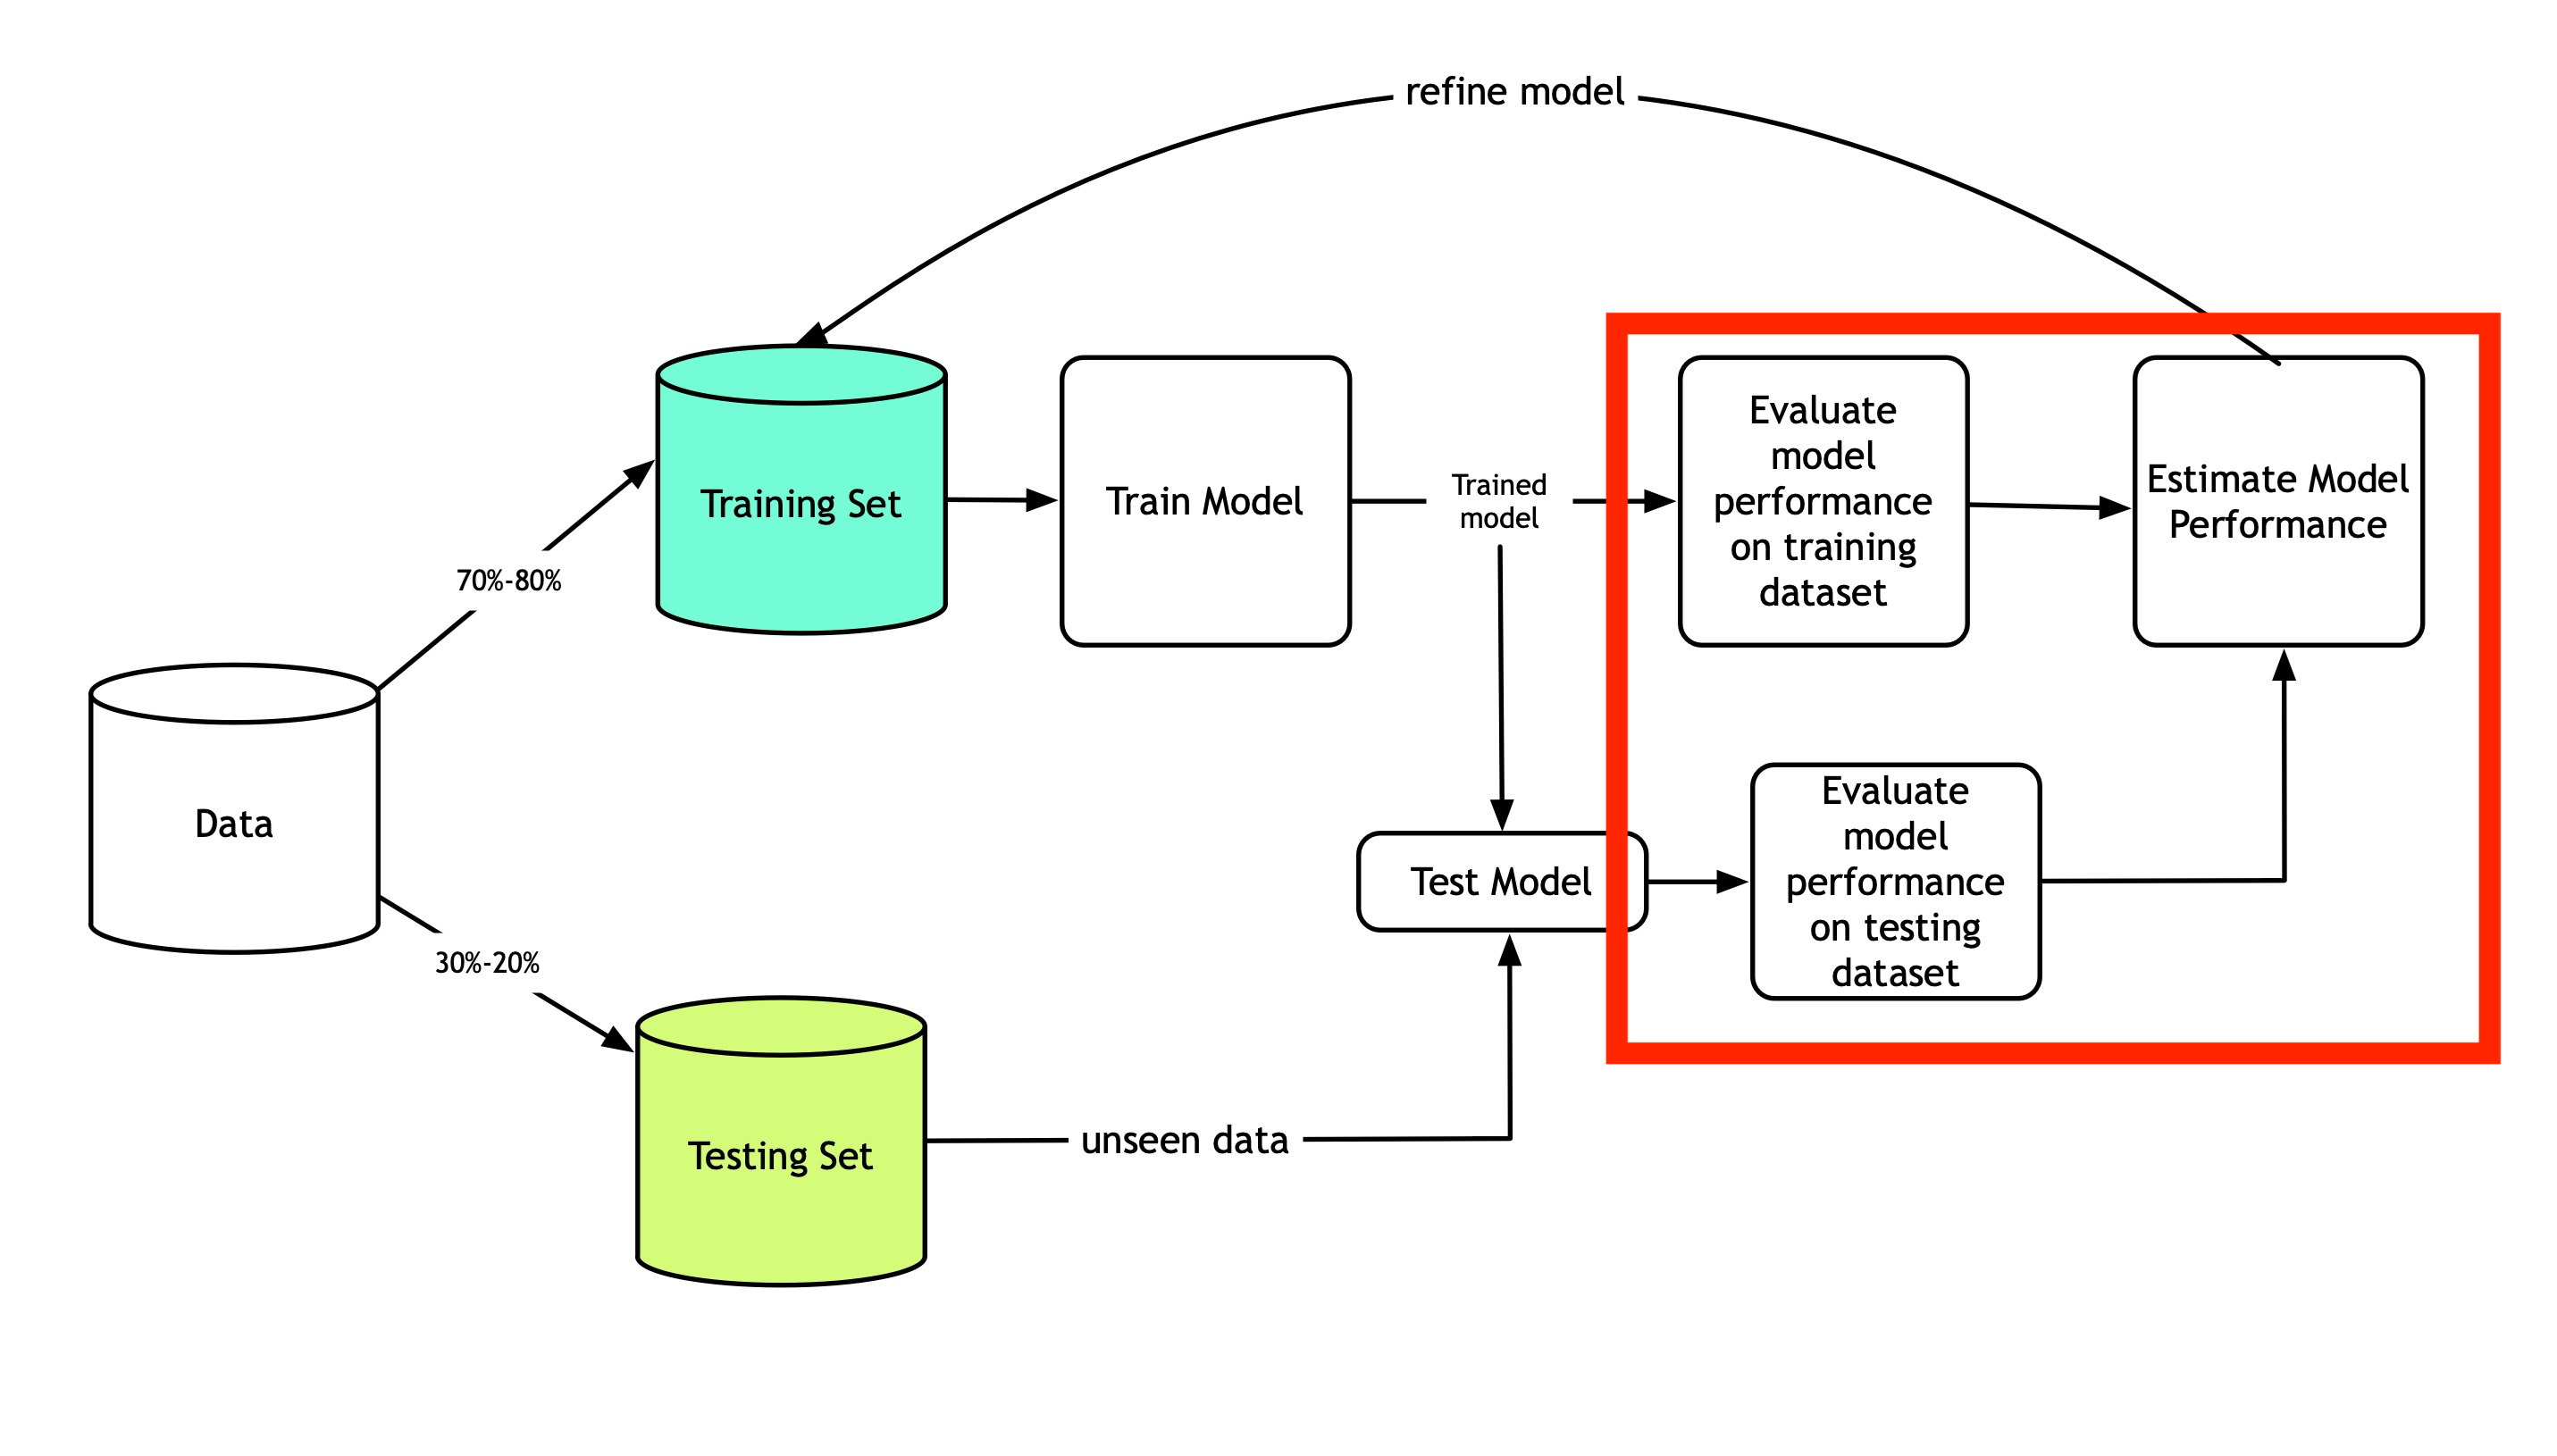 refine model
Evaluate
model
performance
on training
dataset
Estimate Model
Performance
Training Set
Train Model
Trained
model
70%-80%
Data
Test Model
Evaluate
model
performance
on testing
dataset
30%-20%
Testing Set
unseen data